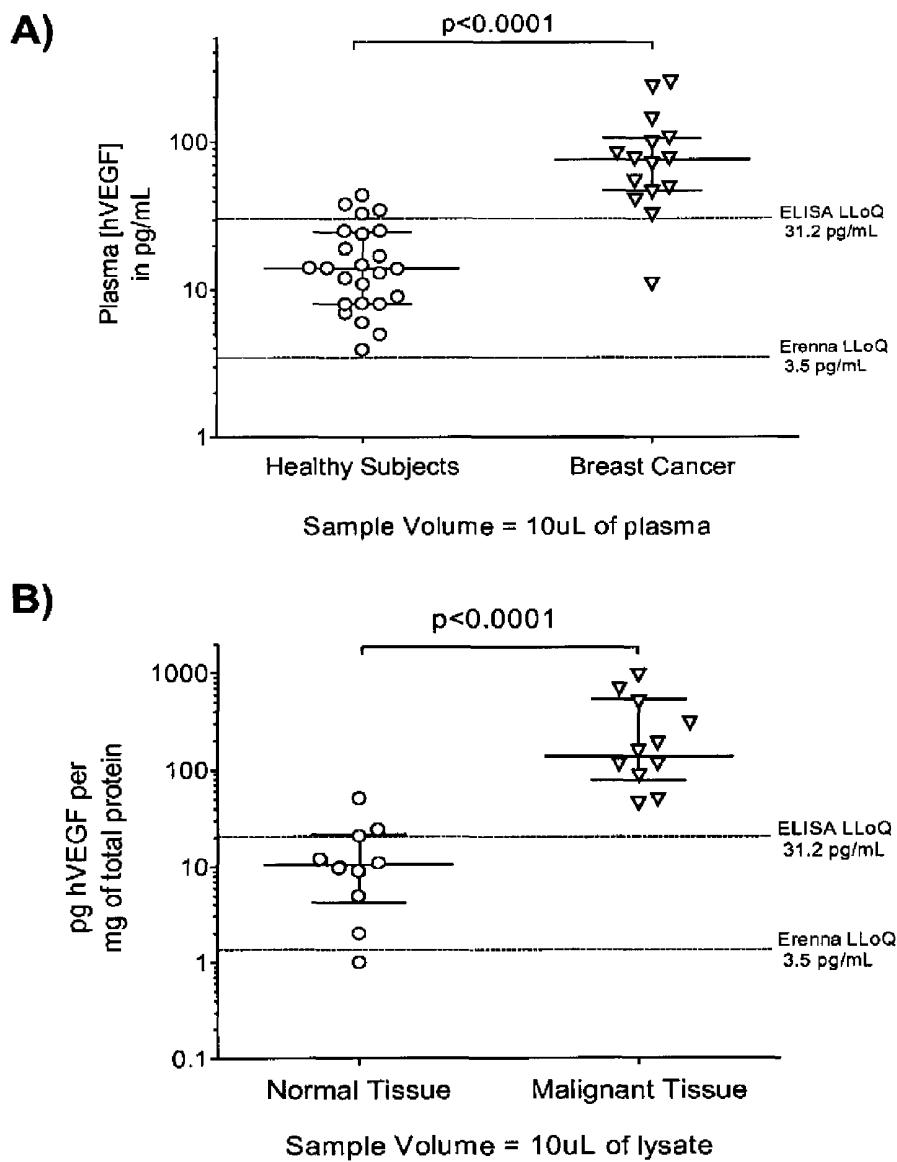 A)
p<0.0001
Plasma [hVEGF]
in pg/mL
100
10
1
ELISA LLoQ
31.2 pg/mL
Erenna LLoQ
3.5 pg/mL
Healthy Subjects
Breast Cancer
Sample Volume = 10uL of plasma
B)
p<0.0001
pg hVEGF per
mg of total protein
1000
100
10
1
0.1
ELISA LLoQ
31.2 pg/mL
Erenna LLoQ
3.5 pg/mL
Normal Tissue
Malignant Tissue
Sample Volume = 10uL of lysate